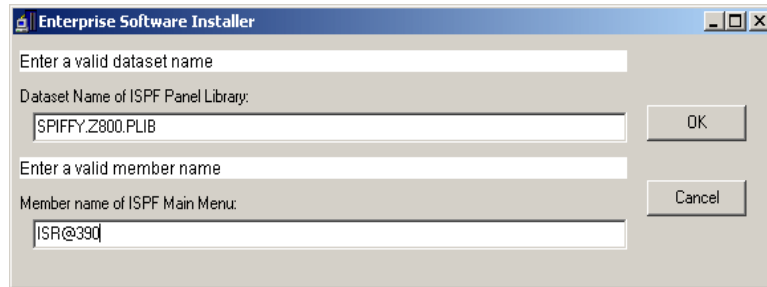 Enterprise Software Installer
Enter a valid dataset name
Dataset Name of ISPF Panel Library:
SPIFFY.Z800.PLIB
OK
Enter a valid member name
Member name of ISPF Main Menu:
Cancel
ISR@390